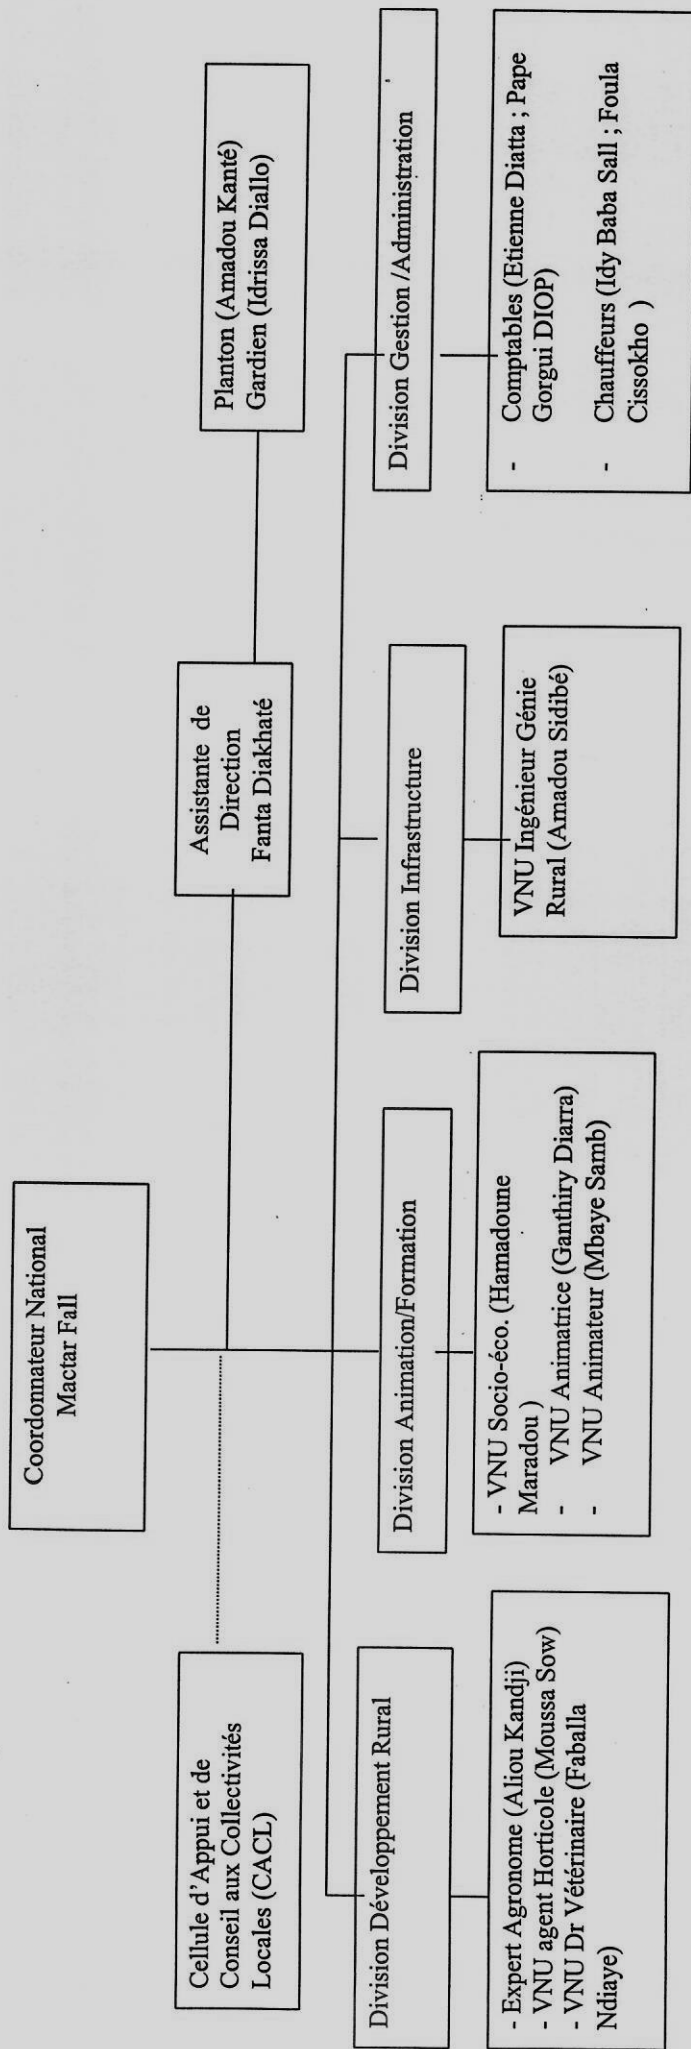 Coordonnateur National
Mactar Fall
Cellule d'Appui et de
Conseil aux Collectivités
Locales (CACL)
Assistante de
Direction
Fanta Diakhaté
Planton (Amadou Kanté)
Gardien (Idrissa Diallo)
Division Développement Rural
Division Animation/Formation
Division Infrastructure
Division Gestion /Administration
- Expert Agronome (Aliou Kandji)
- VNU agent Horticole (Moussa Sow)
- VNU Dr Vétérinaire (Faballa
Ndiaye)
- VNU Socio-éco. (Hamadoune
Maradou )
- VNU Animatrice (Ganthiry Diarra)
- VNU Animateur (Mbaye Samb)
VNU Ingénieur Génie
Rural (Amadou Sidibé)
- Comptables (Etienne Diatta ; Pape
Gorgui DIOP)
- Chauffeurs (Idy Baba Sall ; Foula
Cissokho )